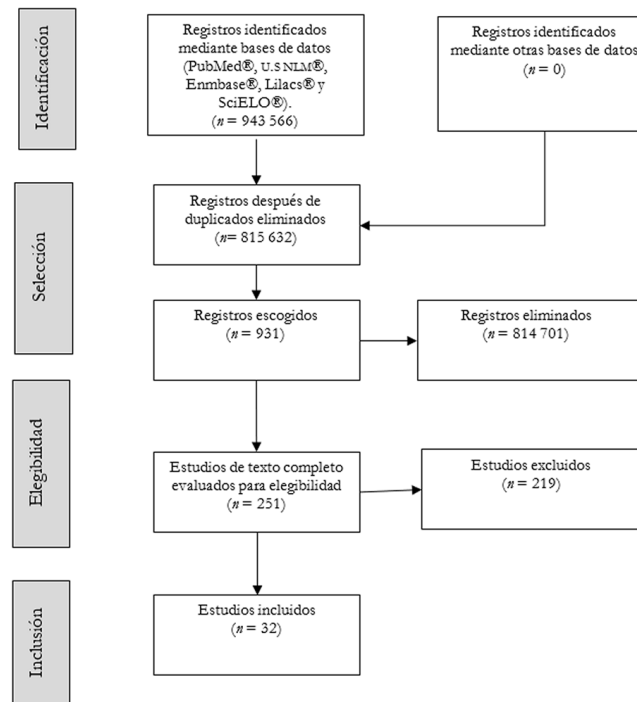 Identificación
Registros identificados
mediante bases de datos
(PubMed®, U.S NLM®,
Enmbase®, Lilacs® y
SciELO®).
(n = 943 566)
Registros identificados
mediante otras bases de datos
(n = 0)
Selección
Registros después de
duplicados eliminados
(n= 815 632)
Registros escogidos
(n = 931)
Registros eliminados
(n = 814 701)
Elegibilidad
Estudios de texto completo
evaluados para elegibilidad
(n = 251)
Estudios excluidos
(n = 219)
Inclusión
Estudios incluidos
(n = 32)